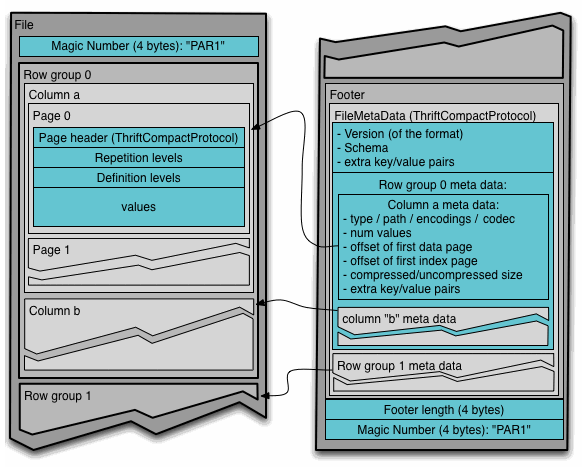 File
Magic Number (4 bytes): "PAR1"
Row group 0
Column a
Page 0
Page header (ThriftCompactProtocol)
Repetition levels
Definition levels
values
Page 1
Column b
Row group 1
Footer
FileMetaData (ThriftCompactProtocol)
- Version (of the format)
- Schema
- extra key/value pairs
Row group 0 meta data:
Column a meta data:
- type / path / encodings / codec
- num values
- offset of first data page
- offset of first index page
- compressed/uncompressed size
- extra key/value pairs
column "b" meta data
Row group 1 meta data
Footer length (4 bytes)
Magic Number (4 bytes): "PAR1"